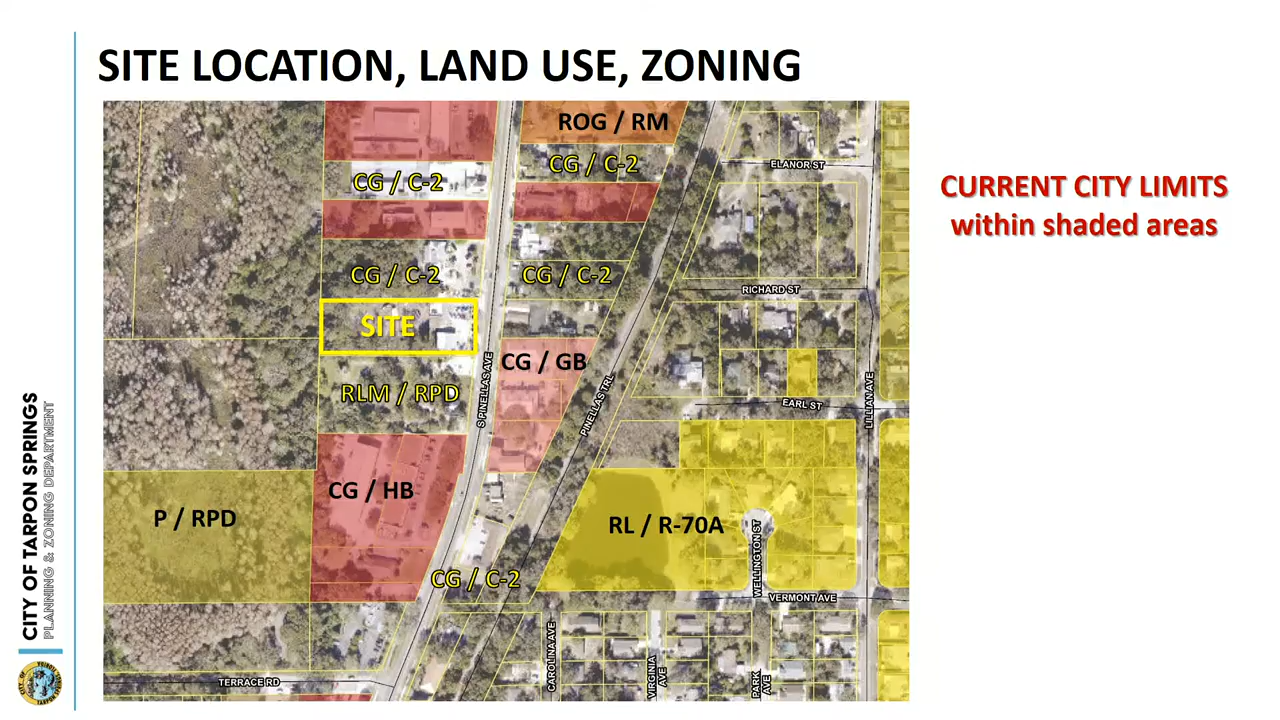 SITE LOCATION, LAND USE, ZONING
ROG / RM
CG / C-2
CG / C-2
ELANOR ST
CURRENT CITY LIMITS
within shaded areas
CG / C-2
CG / C-2
RICHARD ST
SITE
S PINELLAS AVE
CG / GB
PINELLAS TRL
RLM / RPD
EARL ST
LILLIAN AVE
CG / HB
P / RPD
RL / R-70A
WELLINGTON ST
CG / C-2
VERMONT AVE
CAROLINA AVE
VIRGINIA
AVE
PARK
AVE
TERRACE RD
CITY OF TARPON SPRINGS
PLANNING & ZONING DEPARTMENT